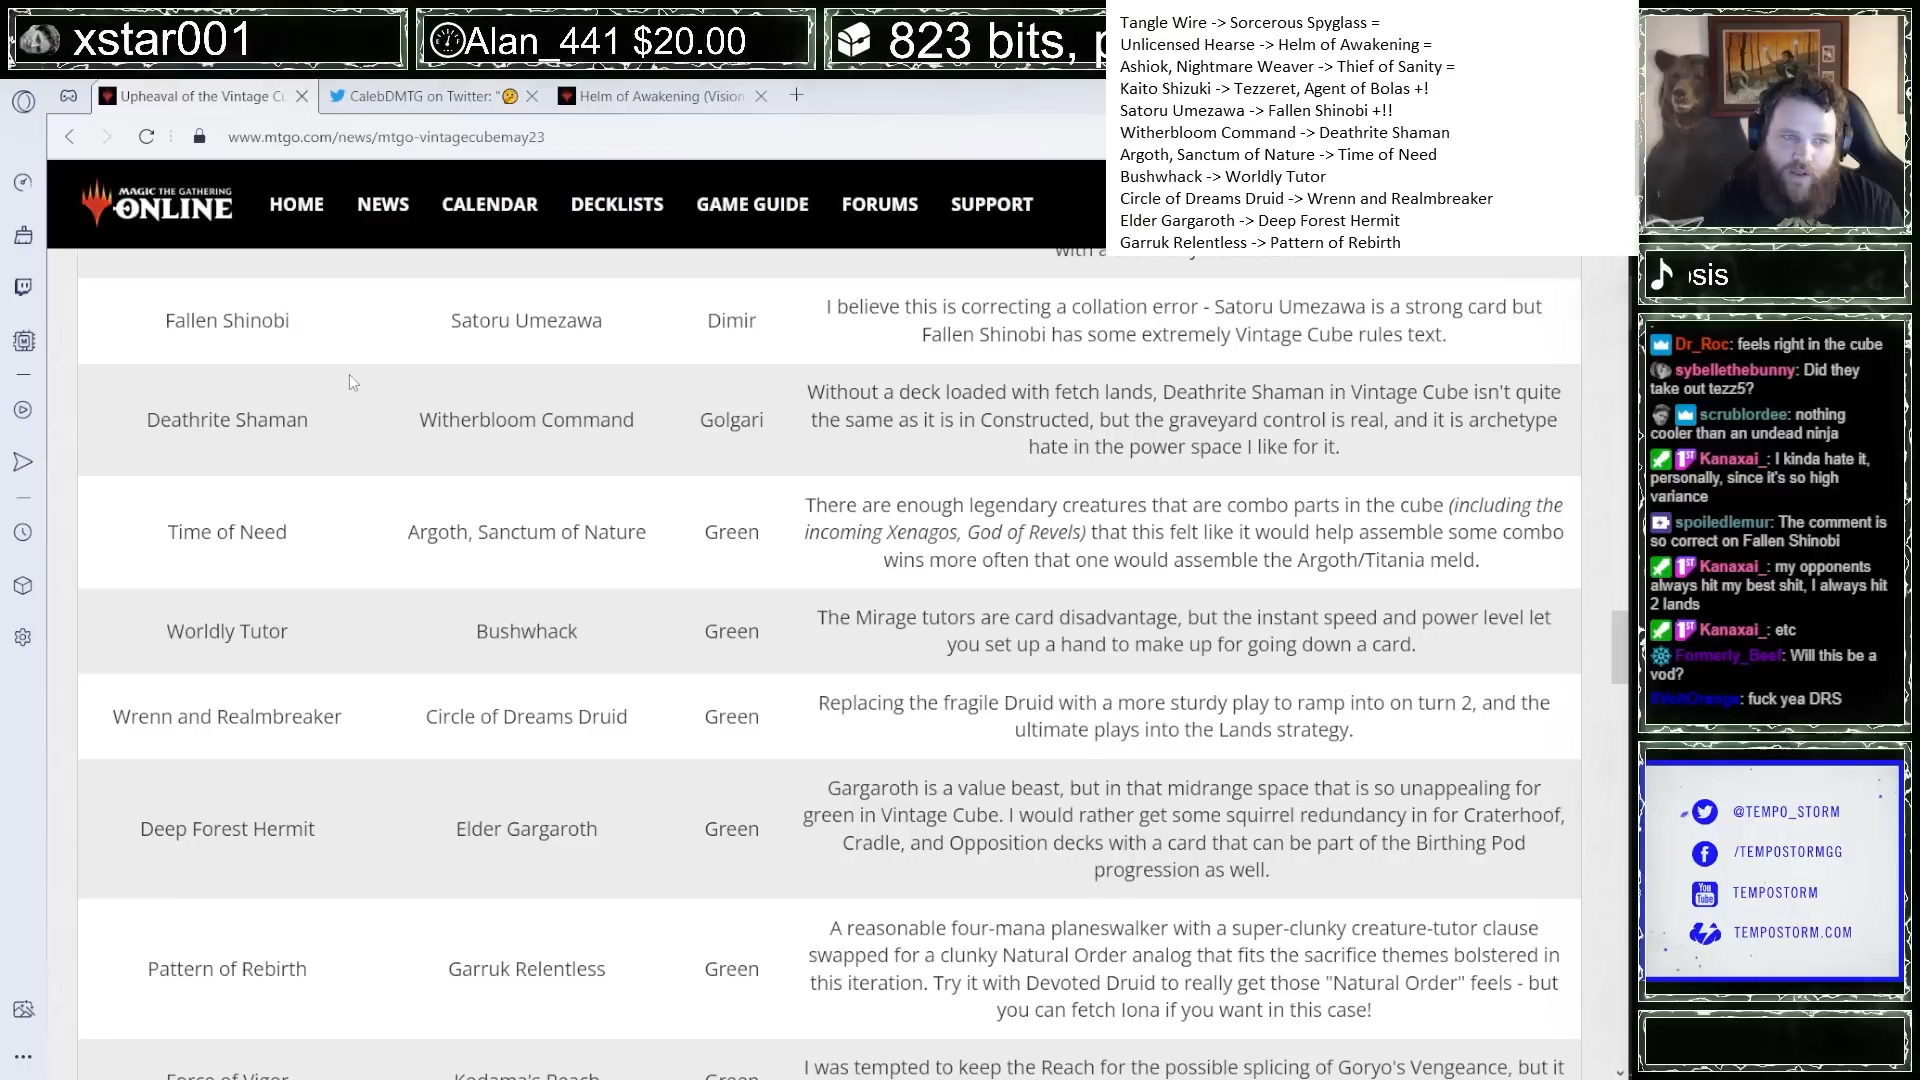 xstar001
Alan_441 $20.00
823 bits, p
Tangle Wire -> Sorcerous Spyglass =
Unlicensed Hearse -> Helm of Awakening =
Ashiok, Nightmare Weaver -> Thief of Sanity =
Kaito Shizuki -> Tezzeret, Agent of Bolas +!
Satoru Umezawa -> Fallen Shinobi +!!
Witherbloom Command -> Deathrite Shaman
Argoth, Sanctum of Nature -> Time of Need
Bushwhack -> Worldly Tutor
Circle of Dreams Druid -> Wrenn and Realmbreaker
Elder Gargaroth -> Deep Forest Hermit
Garruk Relentless -> Pattern of Rebirth
Upheaval of the Vintage Cu
CalebDMTG on Twitter: "🤔
Helm of Awakening (Vision
www.mtgo.com/news/mtgo-vintagecubemay23
MAGIC THE GATHERING
ONLINE
HOME NEWS CALENDAR DECKLISTS GAME GUIDE FORUMS SUPPORT
with a
Fallen Shinobi
Satoru Umezawa
Dimir
I believe this is correcting a collation error - Satoru Umezawa is a strong card but
Fallen Shinobi has some extremely Vintage Cube rules text.
Deathrite Shaman
Witherbloom Command
Golgari
Without a deck loaded with fetch lands, Deathrite Shaman in Vintage Cube isn't quite
the same as it is in Constructed, but the graveyard control is real, and it is archetype
hate in the power space I like for it.
Time of Need
Argoth, Sanctum of Nature
Green
There are enough legendary creatures that are combo parts in the cube (including the
incoming Xenagos, God of Revels) that this felt like it would help assemble some combo
wins more often that one would assemble the Argoth/Titania meld.
Worldly Tutor
Bushwhack
Green
The Mirage tutors are card disadvantage, but the instant speed and power level let
you set up a hand to make up for going down a card.
Wrenn and Realmbreaker
Circle of Dreams Druid
Green
Replacing the fragile Druid with a more sturdy play to ramp into on turn 2, and the
ultimate plays into the Lands strategy.
Deep Forest Hermit
Elder Gargaroth
Green
Gargaroth is a value beast, but in that midrange space that is so unappealing for
green in Vintage Cube. I would rather get some squirrel redundancy in for Craterhoof,
Cradle, and Opposition decks with a card that can be part of the Birthing Pod
progression as well.
Pattern of Rebirth
Garruk Relentless
Green
A reasonable four-mana planeswalker with a super-clunky creature-tutor clause
swapped for a clunky Natural Order analog that fits the sacrifice themes bolstered in
this iteration. Try it with Devoted Druid to really get those "Natural Order" feels - but
you can fetch Iona if you want in this case!
Force of Vigor
Kodama's Reach
Green
I was tempted to keep the Reach for the possible splicing of Goryo's Vengeance, but it
osis
Dr_Roc: feels right in the cube
sybellethebunny: Did they
take out tezz5?
scrublordee: nothing
cooler than an undead ninja
Kanaxai_: I kinda hate it,
personally, since it's so high
variance
spoiledlemur: The comment is
so correct on Fallen Shinobi
Kanaxai_: my opponents
always hit my best shit, I always hit
2 lands
Kanaxai_: etc
Formerly_Beef: Will this be a
vod?
: fuck yea DRS
@TEMPO_STORM
/TEMPOSTORMGG
You Tube
TEMPOSTORM
TEMPOSTORM.COM